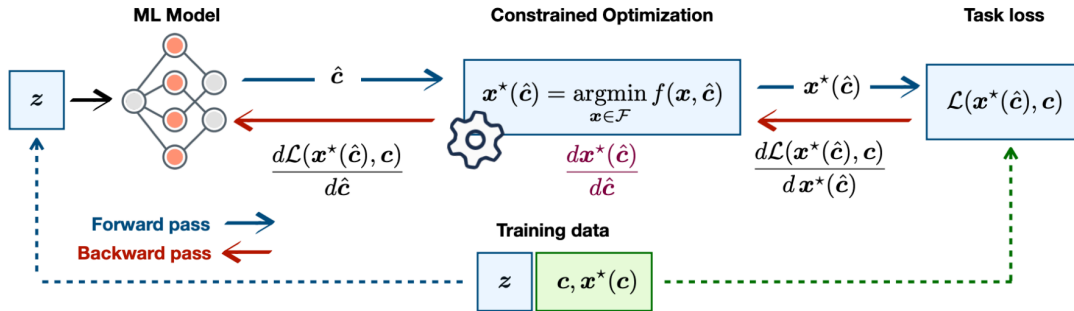 ML Model
Constrained Optimization
Task loss
z
ĉ
x⋆(ĉ) = argmin f(x, ĉ)
x∈F
x⋆(ĉ)
L(x⋆(ĉ), c)
dL(x⋆(ĉ), c)
dĉ
dx⋆(ĉ)
dĉ
dL(x⋆(ĉ), c)
d x⋆(ĉ)
Forward pass
Backward pass
Training data
z
c, x⋆(c)